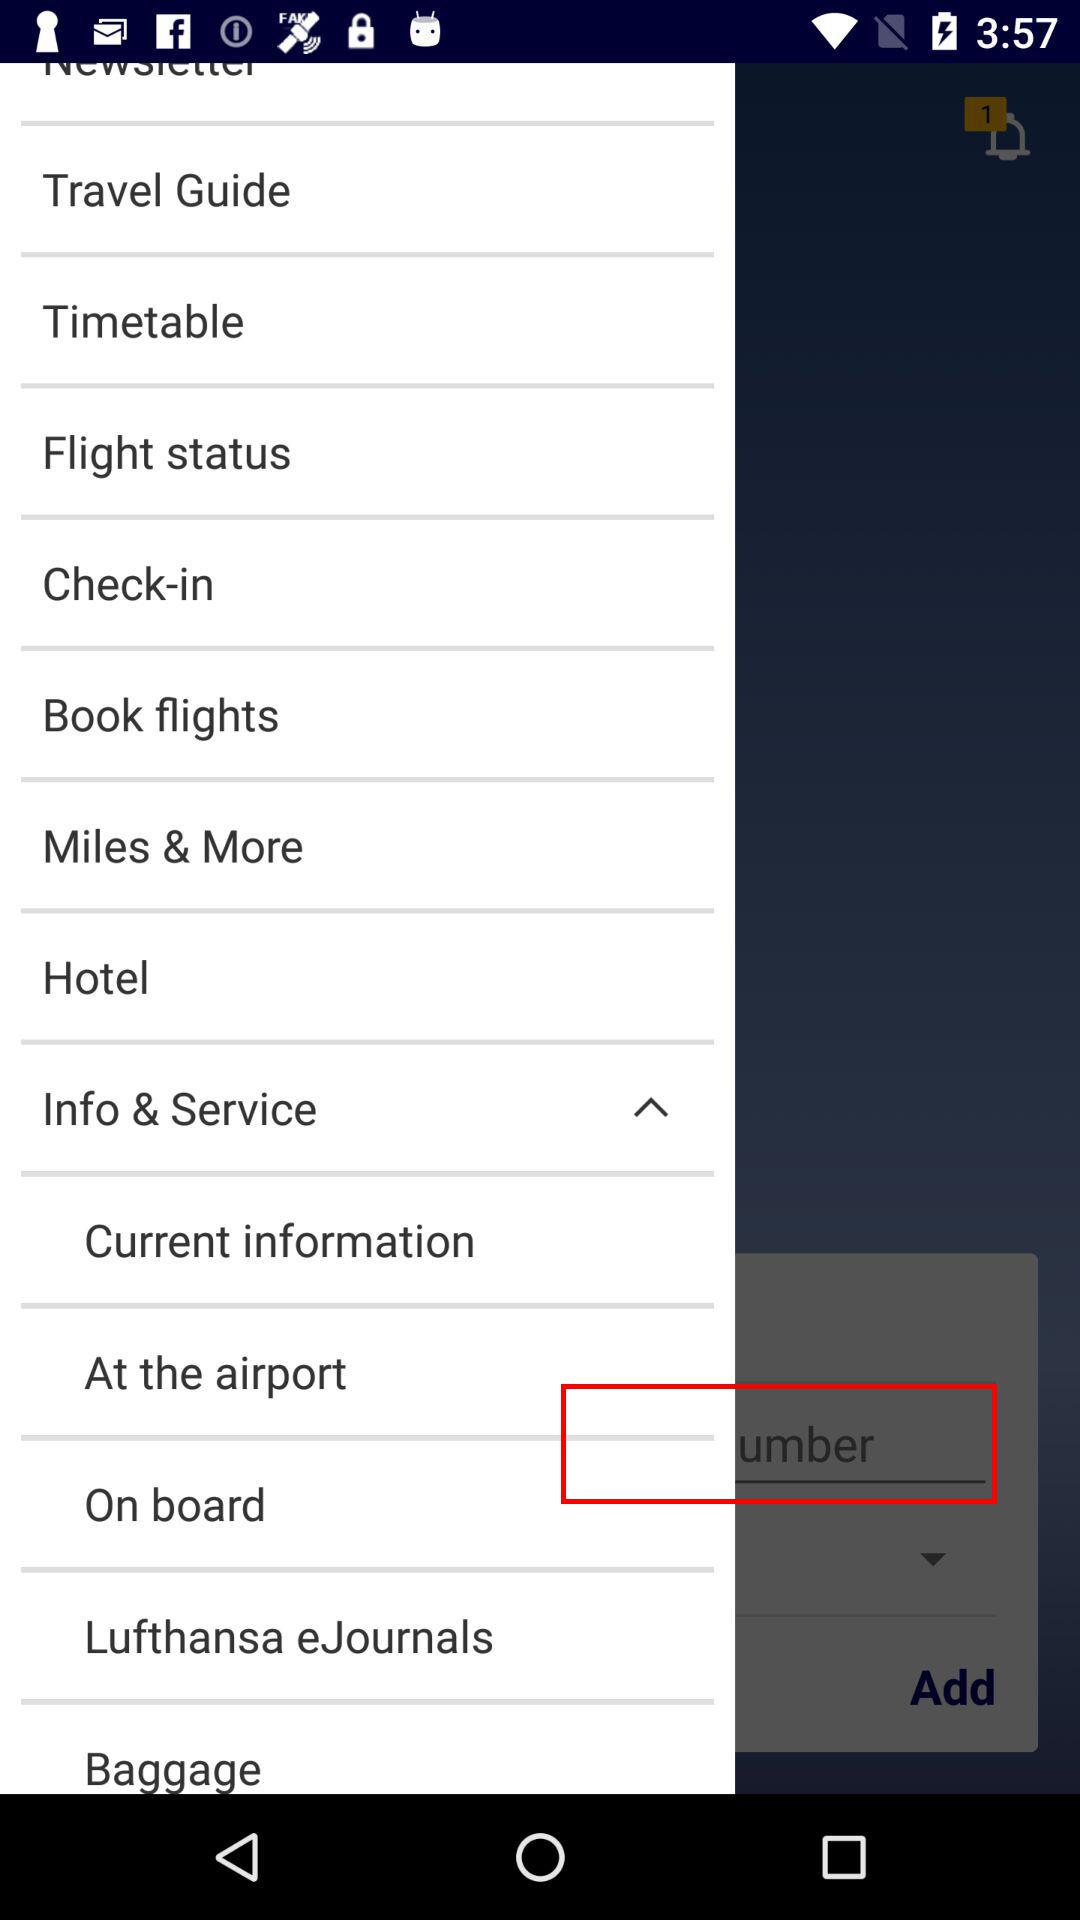 FAKE
3:57
Newsletter
1
Travel Guide
Timetable
Flight status
Check-in
Book flights
Miles & More
Hotel
Info & Service
Current information
At the airport
umber
On board
Lufthansa eJournals
Add
Baggage